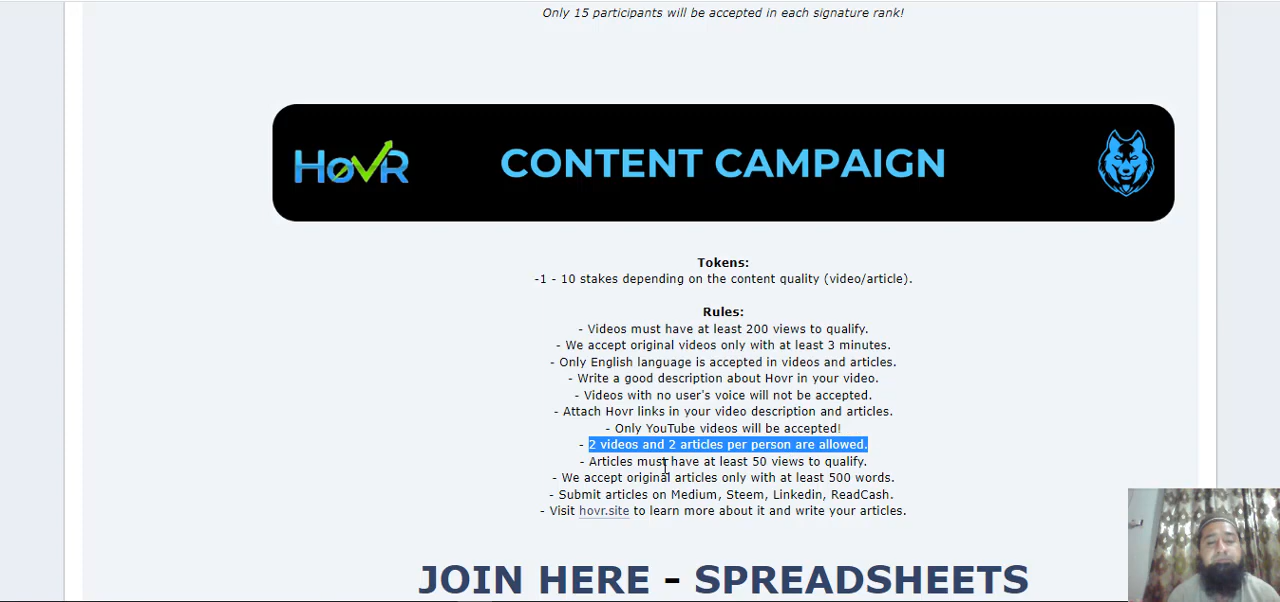 Only 15 participants will be accepted in each signature rank!
HovR CONTENT CAMPAIGN
Tokens:
-1 - 10 stakes depending on the content quality (video/article).
Rules:
- Videos must have at least 200 views to qualify.
- We accept original videos only with at least 3 minutes.
- Only English language is accepted in videos and articles.
- Write a good description about Hovr in your video.
- Videos with no user's voice will not be accepted.
- Attach Hovr links in your video description and articles.
- Only YouTube videos will be accepted!
- 2 videos and 2 articles per person are allowed.
- Articles must have at least 50 views to qualify.
- We accept original articles only with at least 500 words.
- Submit articles on Medium, Steem, Linkedin, ReadCash.
- Visit hovr.site to learn more about it and write your articles.
JOIN HERE - SPREADSHEETS